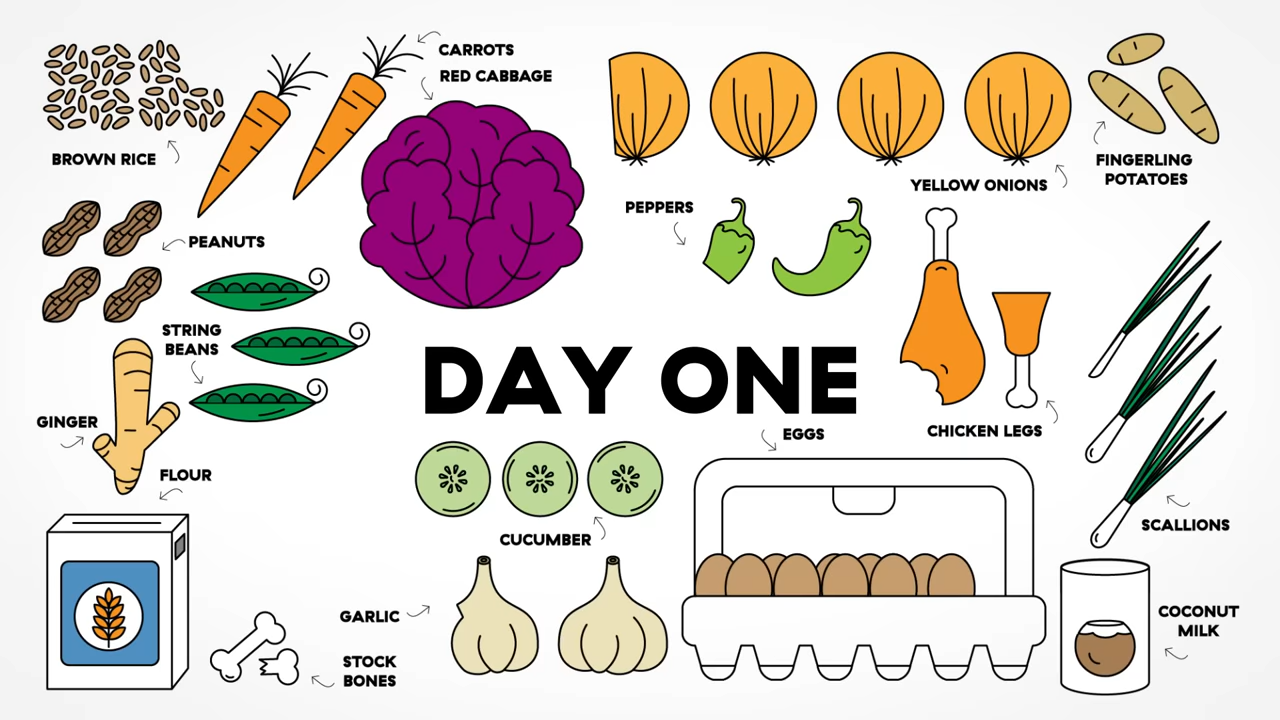 CARROTS
RED CABBAGE
BROWN RICE
FINGERLING
POTATOES
YELLOW ONIONS
PEPPERS
PEANUTS
STRING
BEANS
DAY ONE
GINGER
CHICKEN LEGS
EGGS
FLOUR
SCALLIONS
CUCUMBER
GARLIC
COCONUT
MILK
STOCK
BONES